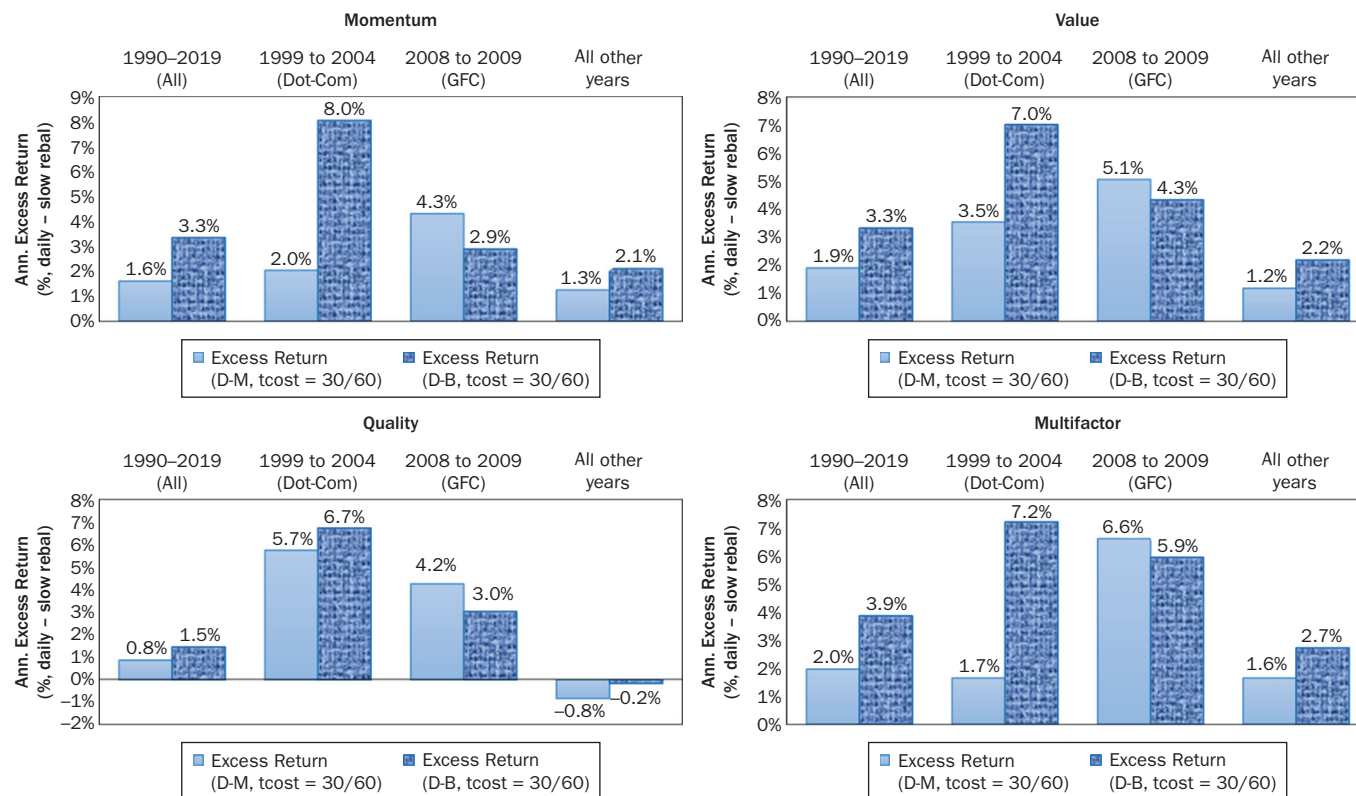 Momentum
1990–2019 (All)
1999 to 2004 (Dot-Com)
2008 to 2009 (GFC)
All other years
Ann. Excess Return
(%, daily – slow rebal)
9%
8%
7%
6%
5%
4%
3%
2%
1%
0%
1.6%
3.3%
2.0%
8.0%
4.3%
2.9%
1.3%
2.1%
Excess Return (D-M, tcost = 30/60)
Excess Return (D-B, tcost = 30/60)
Value
1990–2019 (All)
1999 to 2004 (Dot-Com)
2008 to 2009 (GFC)
All other years
Ann. Excess Return
(%, daily – slow rebal)
8%
7%
6%
5%
4%
3%
2%
1%
0%
1.9%
3.3%
3.5%
7.0%
5.1%
4.3%
1.2%
2.2%
Excess Return (D-M, tcost = 30/60)
Excess Return (D-B, tcost = 30/60)
Quality
1990–2019 (All)
1999 to 2004 (Dot-Com)
2008 to 2009 (GFC)
All other years
Ann. Excess Return
(%, daily – slow rebal)
8%
7%
6%
5%
4%
3%
2%
1%
0%
–1%
–2%
0.8%
1.5%
5.7%
6.7%
4.2%
3.0%
–0.8%
–0.2%
Excess Return (D-M, tcost = 30/60)
Excess Return (D-B, tcost = 30/60)
Multifactor
1990–2019 (All)
1999 to 2004 (Dot-Com)
2008 to 2009 (GFC)
All other years
Ann. Excess Return
(%, daily – slow rebal)
8%
7%
6%
5%
4%
3%
2%
1%
0%
2.0%
3.9%
1.7%
7.2%
6.6%
5.9%
1.6%
2.7%
Excess Return (D-M, tcost = 30/60)
Excess Return (D-B, tcost = 30/60)